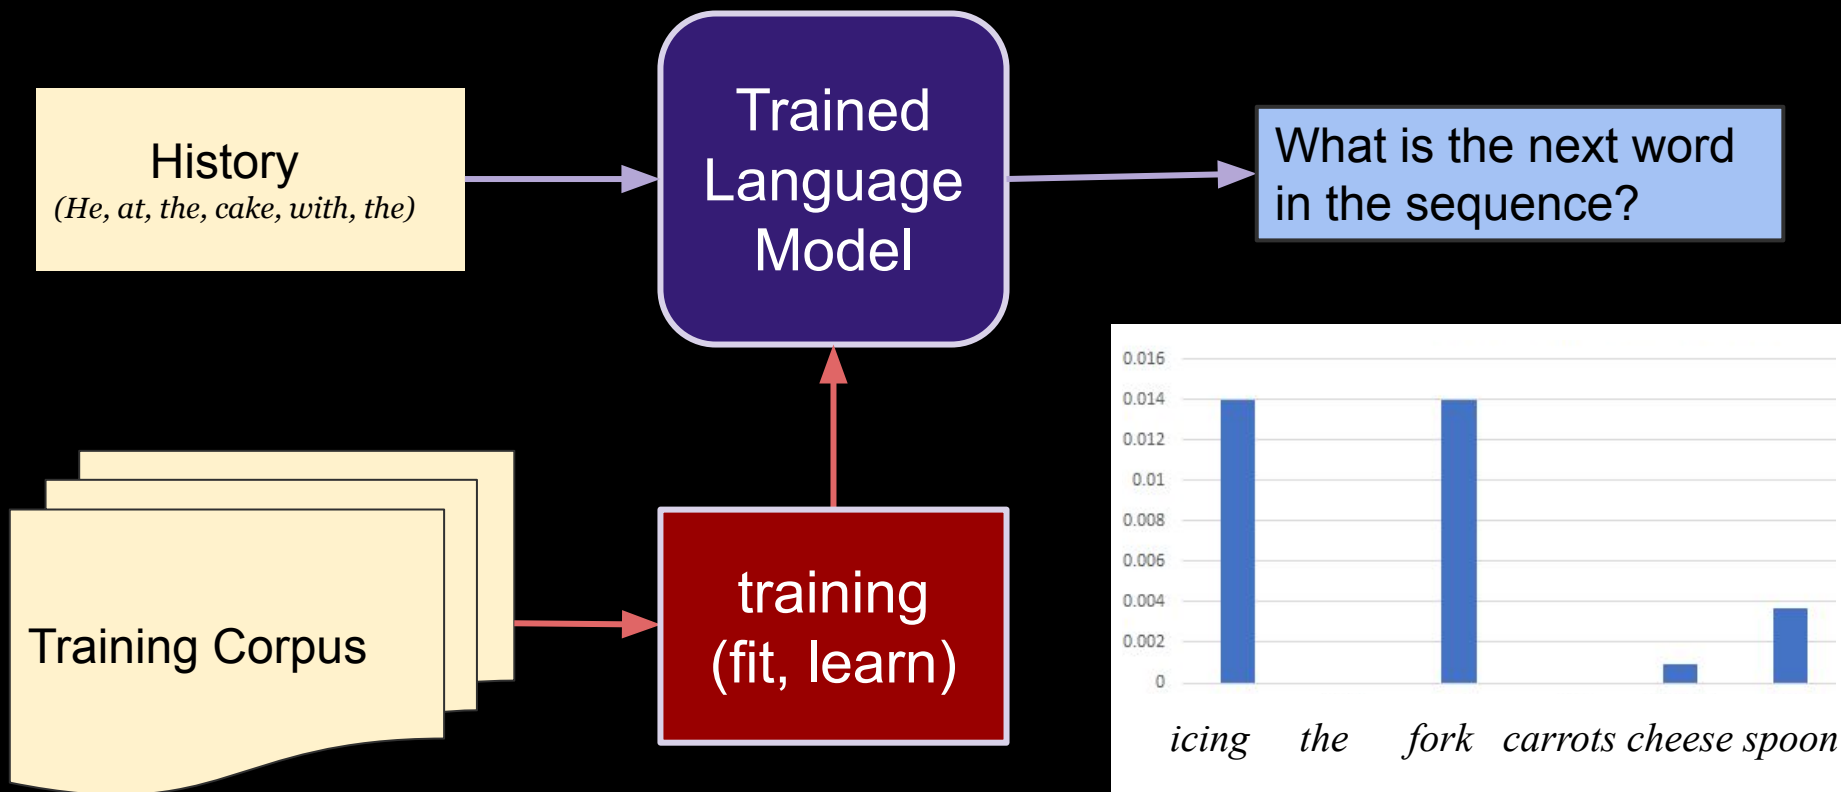 History
(He, at, the, cake, with, the)
Trained
Language
Model
What is the next word
in the sequence?
Training Corpus
training
(fit, learn)
0.016
0.014
0.012
0.01
0.008
0.006
0.004
0.002
0
icing the fork carrots cheese spoon